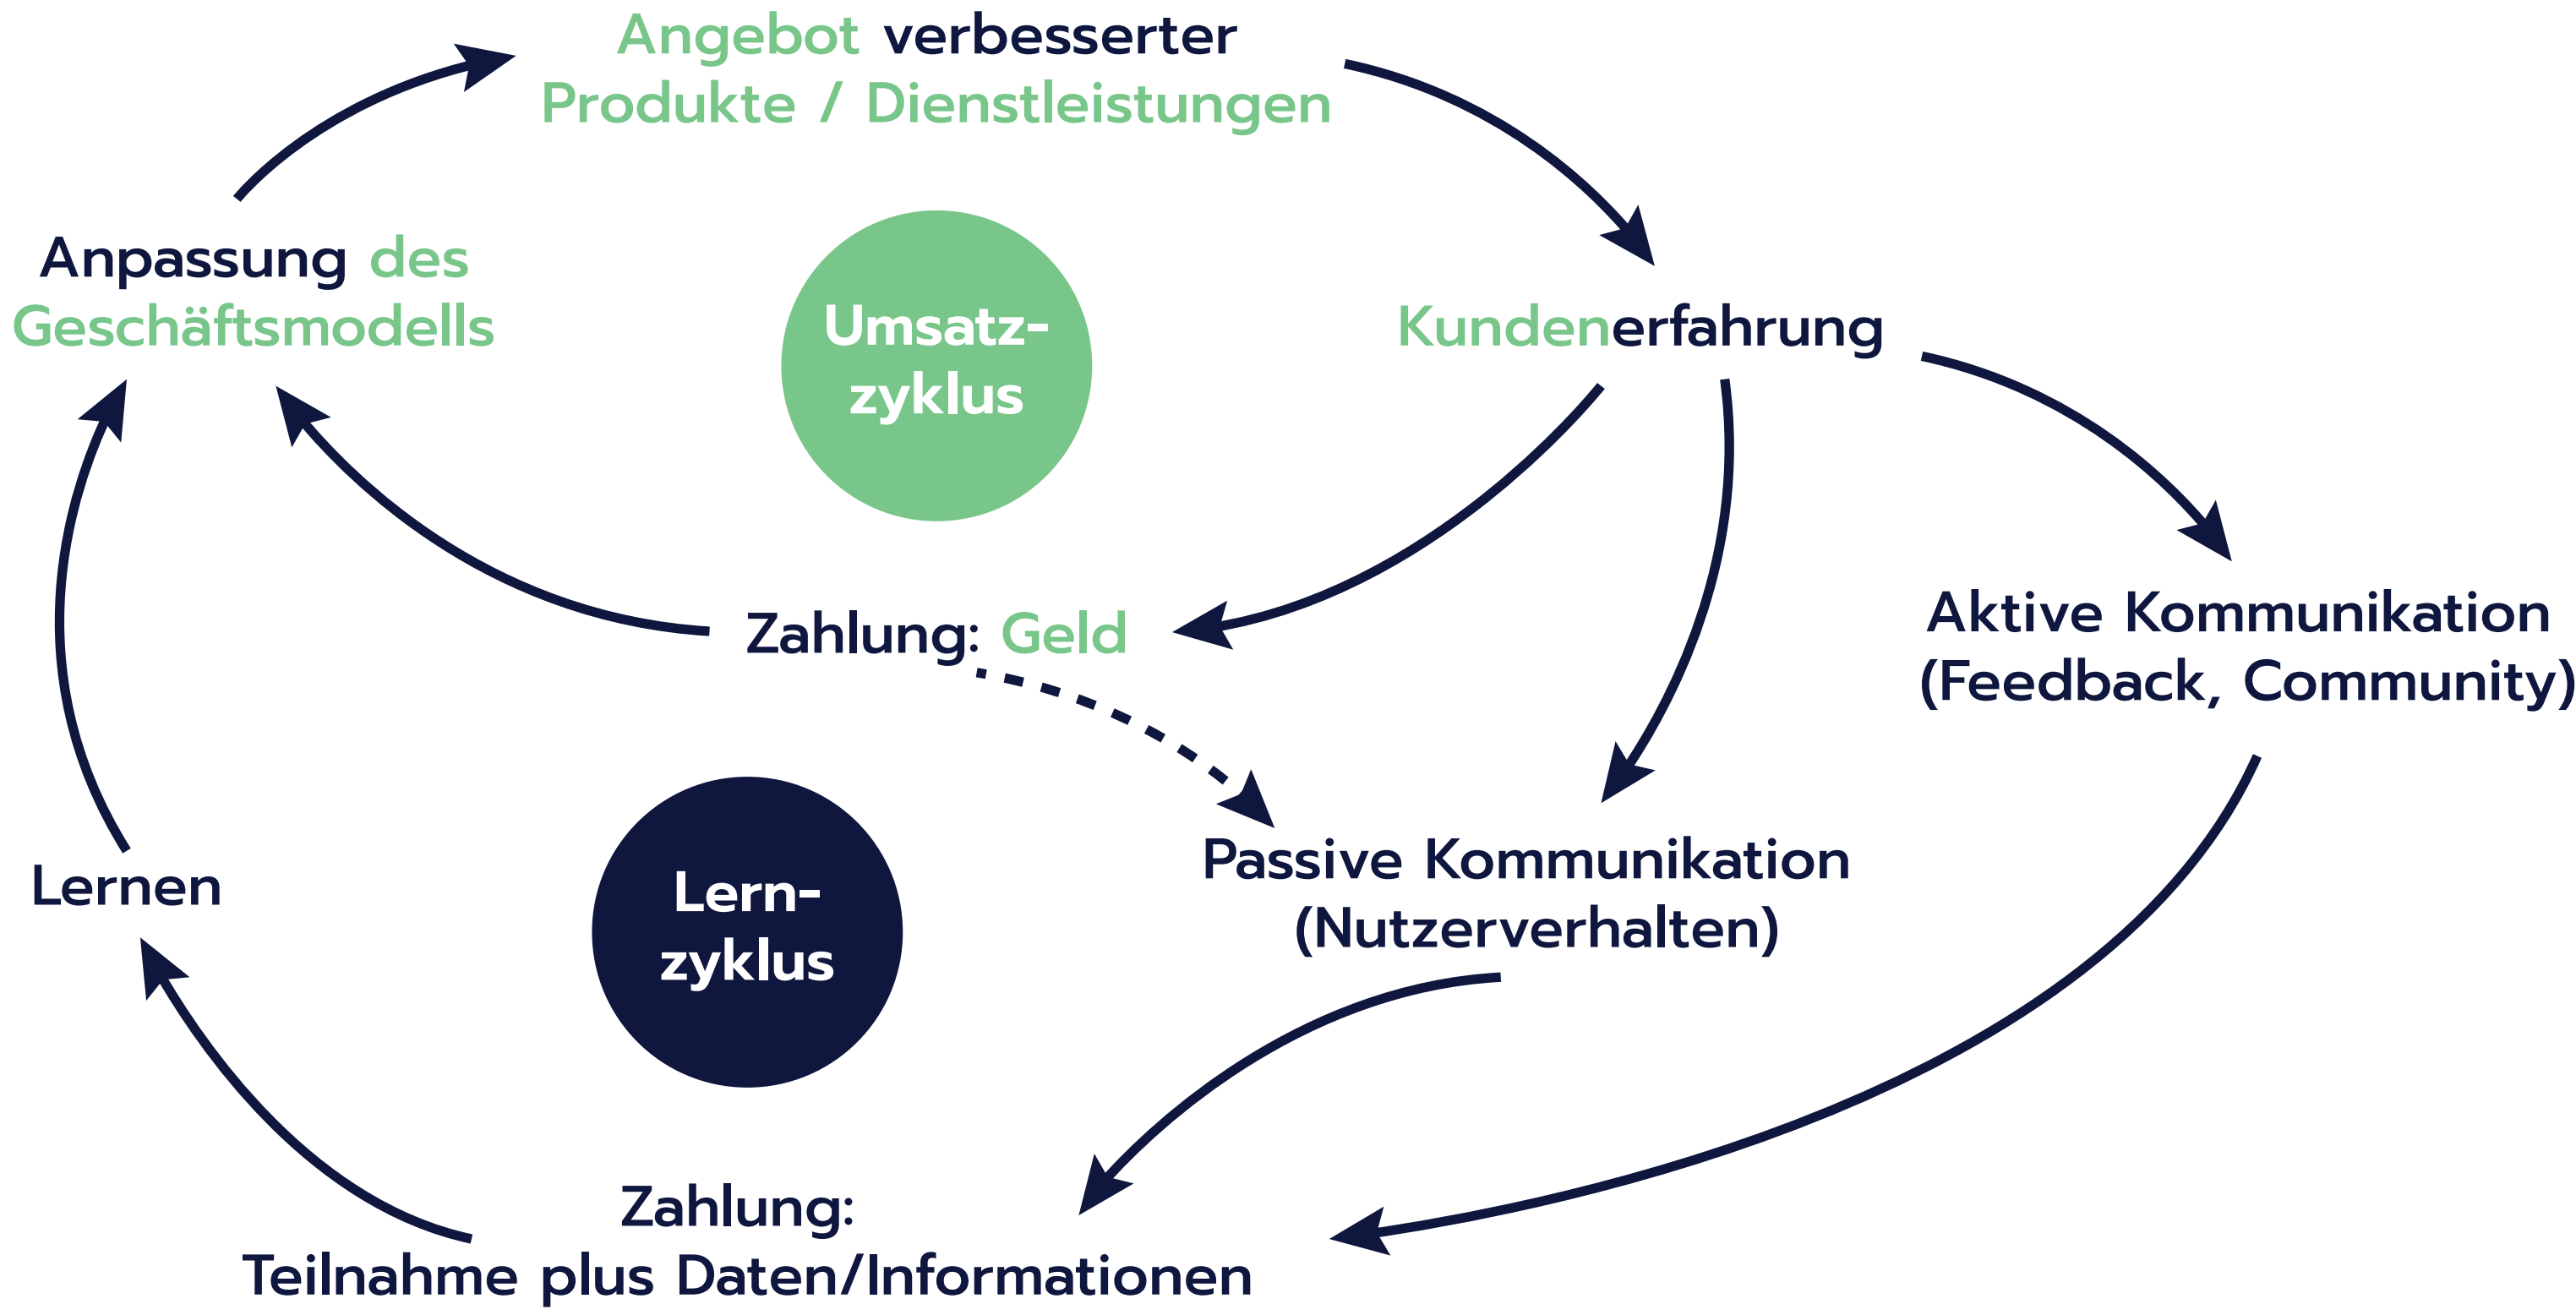 Angebot verbesserter
Produkte / Dienstleistungen
Anpassung des
Geschäftsmodells
Umsatz-
zyklus
Kundenerfahrung
Zahlung: Geld
Aktive Kommunikation
(Feedback, Community)
Passive Kommunikation
(Nutzerverhalten)
Lernen
Lern-
zyklus
Zahlung:
Teilnahme plus Daten/Informationen